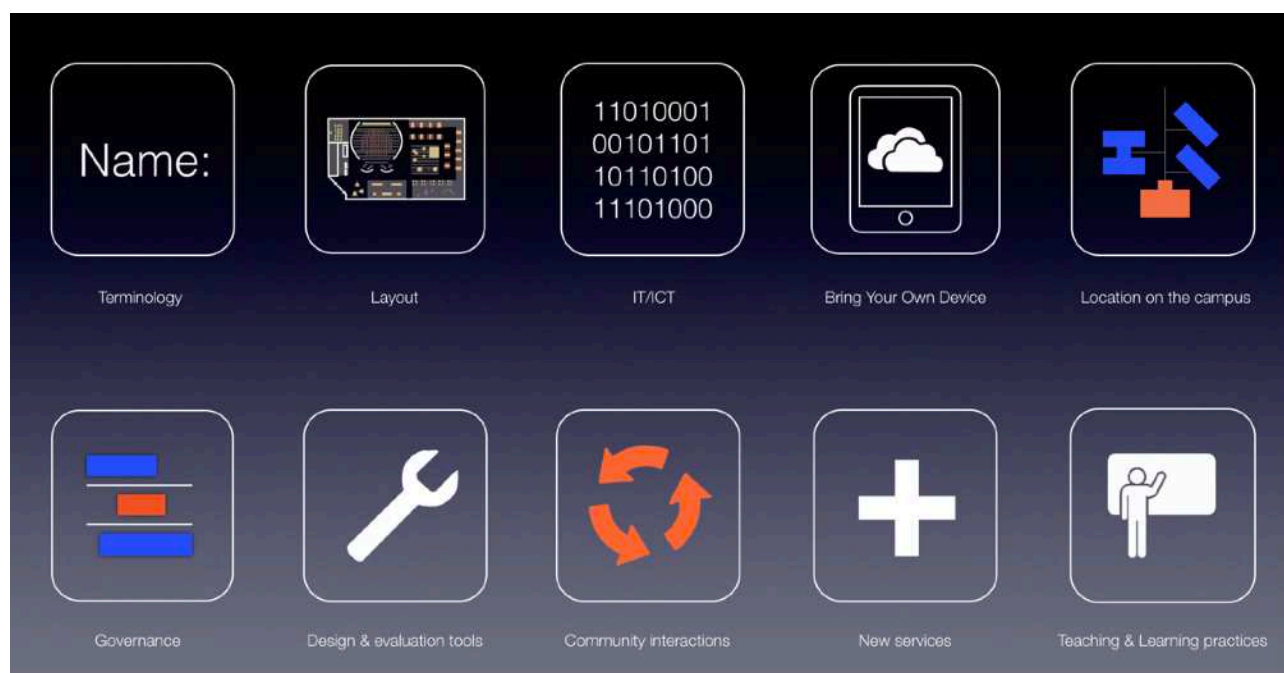 Name:
11010001
00101101
10110100
11101000
Terminology
Layout
IT/ICT
Bring Your Own Device
Location on the campus
Governance
Design & evaluation tools
Community interactions
New services
Teaching & Learning practices